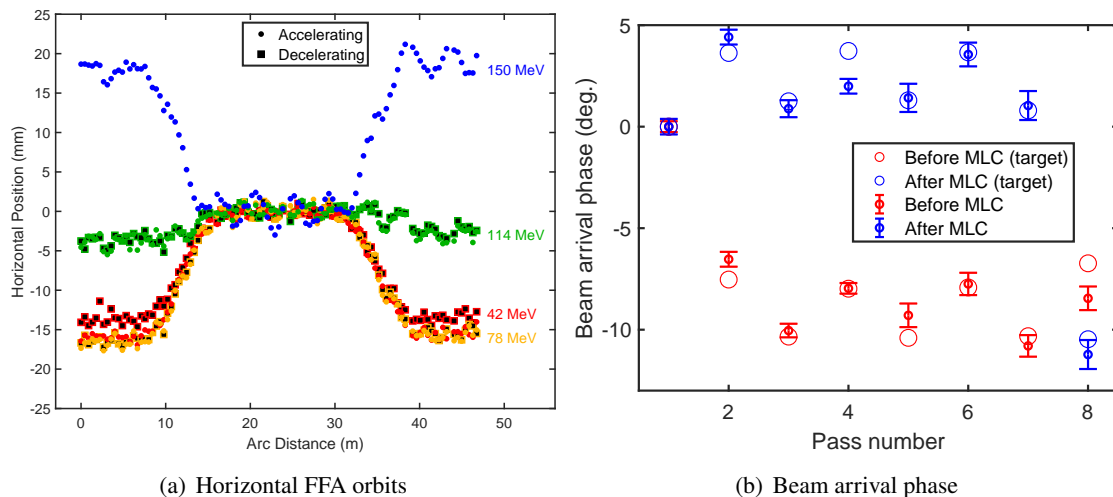 25
20
15
10
5
0
-5
-10
-15
-20
-25
0
10
20
30
40
50
Horizontal Position (mm)
Arc Distance (m)
Accelerating
Decelerating
150 MeV
114 MeV
42 MeV
78 MeV
(a) Horizontal FFA orbits
5
0
-5
-10
2
4
6
8
Beam arrival phase (deg.)
Pass number
Before MLC (target)
After MLC (target)
Before MLC
After MLC
(b) Beam arrival phase